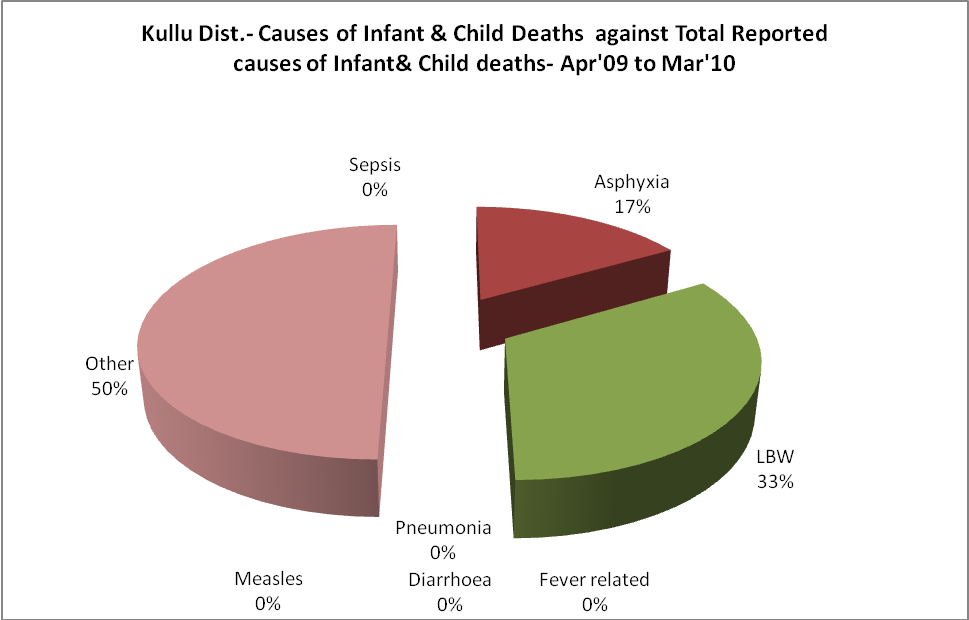 Kullu Dist.- Causes of Infant & Child Deaths against Total Reported
causes of Infant& Child deaths- Apr'09 to Mar'10
Sepsis
0%
Asphyxia
17%
Other
50%
LBW
33%
Pneumonia
0%
Measles
0%
Diarrhoea
0%
Fever related
0%